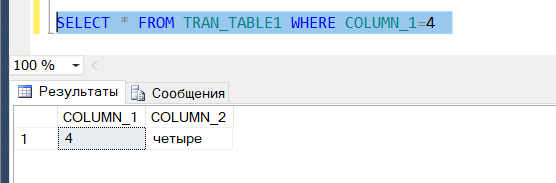 SELECT * FROM TRAN_TABLE1 WHERE COLUMN_1=4
100 %
Результаты Сообщения
COLUMN_1 COLUMN_2
1 4 четыре